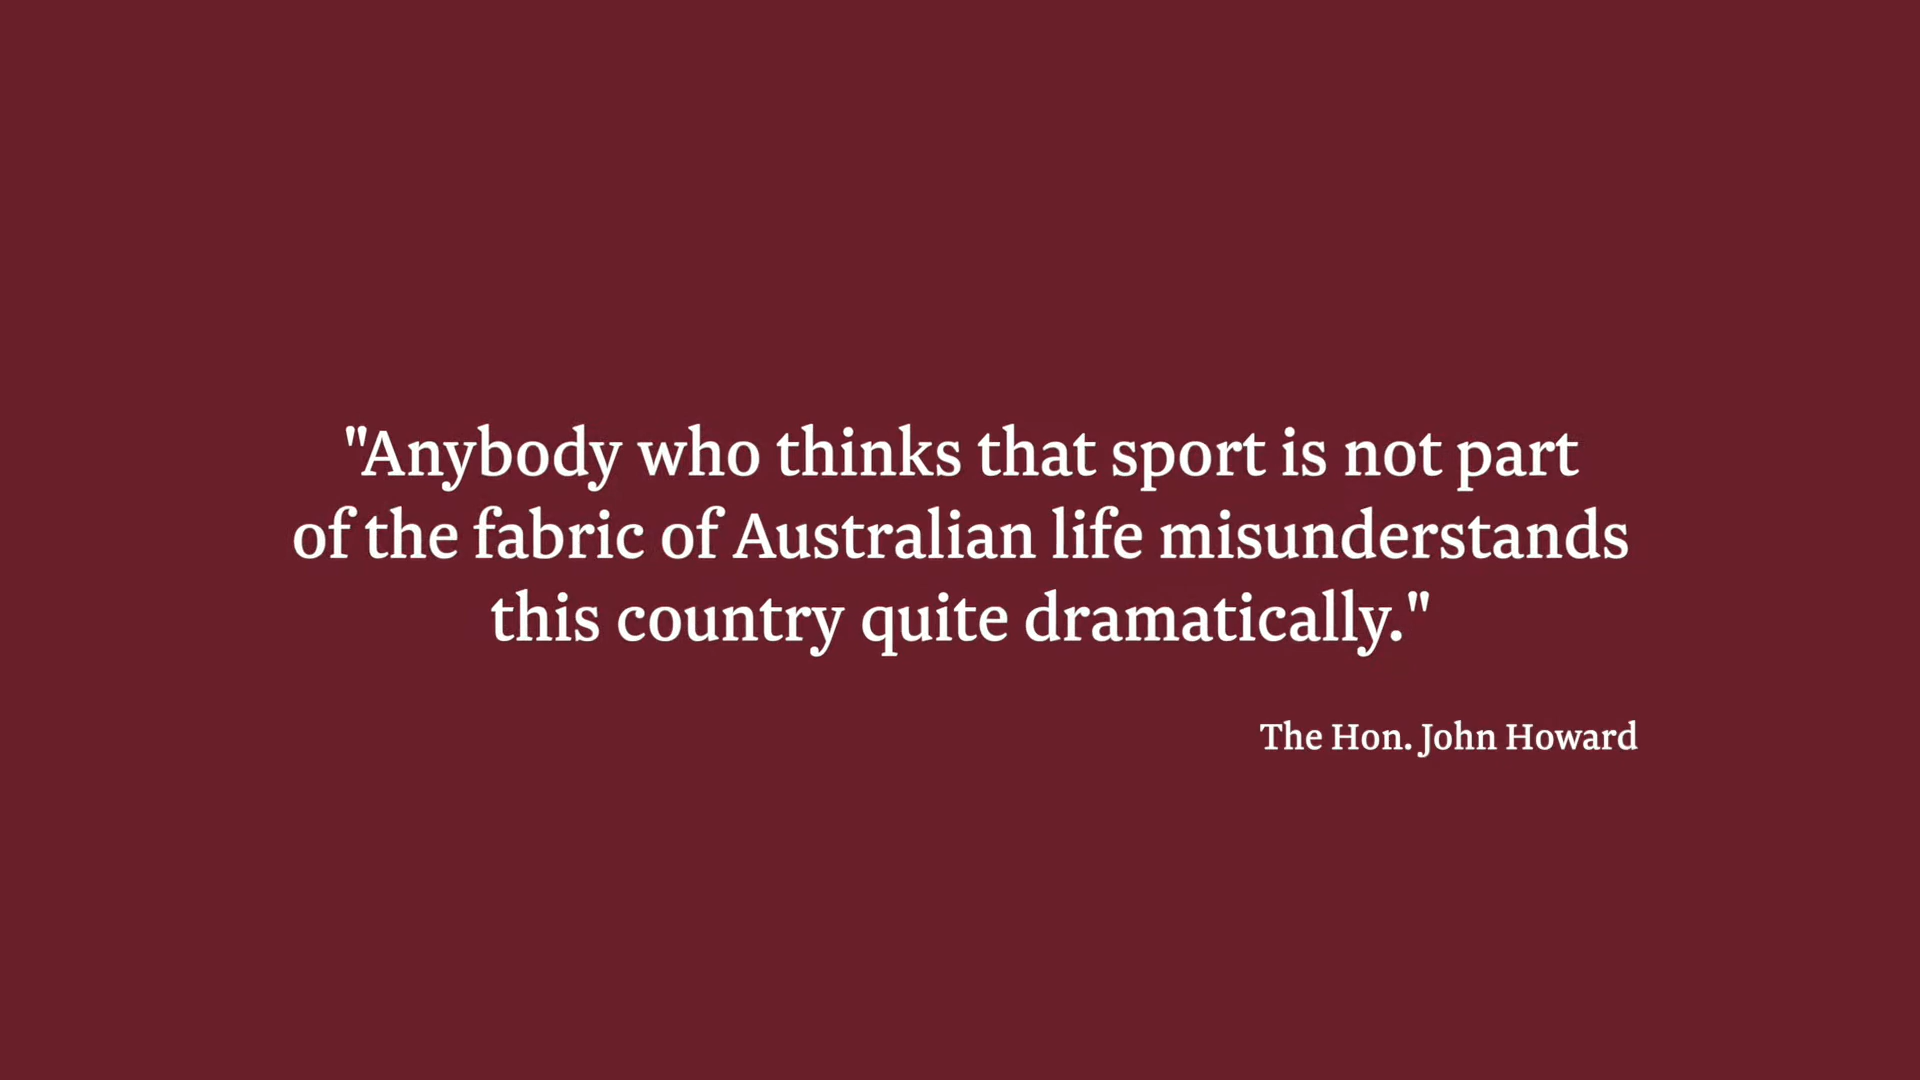 "Anybody who thinks that sport is not part
of the fabric of Australian life misunderstands
this country quite dramatically."
The Hon. John Howard